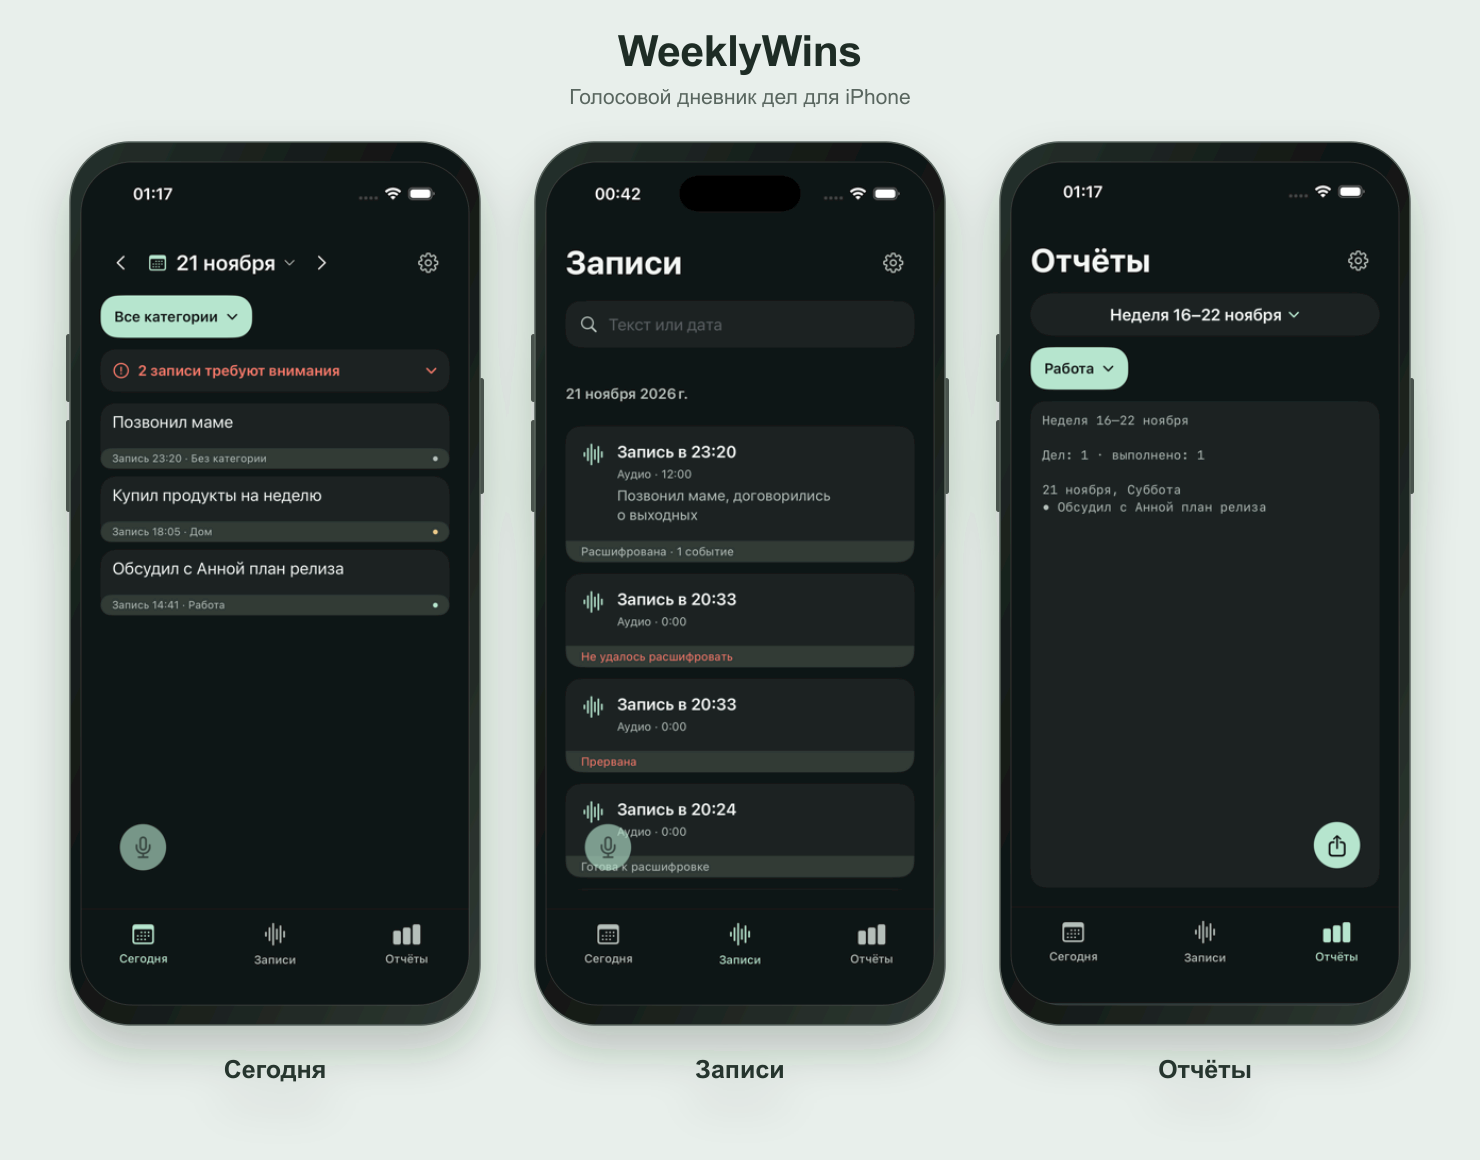 WeeklyWins
Голосовой дневник дел для iPhone
01:17
21 ноября
Все категории
2 записи требуют внимания
Позвонил маме
Запись 23:20 · Без категории
Купил продукты на неделю
Запись 18:05 · Дом
Обсудил с Анной план релиза
Запись 14:41 · Работа
Сегодня
Записи
Отчёты
Сегодня
00:42
Записи
Текст или дата
21 ноября 2026 г.
Запись в 23:20
Аудио · 12:00
Позвонил маме, договорились
о выходных
Расшифрована · 1 событие
Запись в 20:33
Аудио · 0:00
Не удалось расшифровать
Запись в 20:33
Аудио · 0:00
Прервана
Запись в 20:24
Аудио · 0:00
Готова к расшифровке
Сегодня
Записи
Отчёты
Записи
01:17
Отчёты
Неделя 16–22 ноября
Работа
Неделя 16–22 ноября
Дел: 1 · выполнено: 1
21 ноября, Суббота
• Обсудил с Анной план релиза
Сегодня
Записи
Отчёты
Отчёты